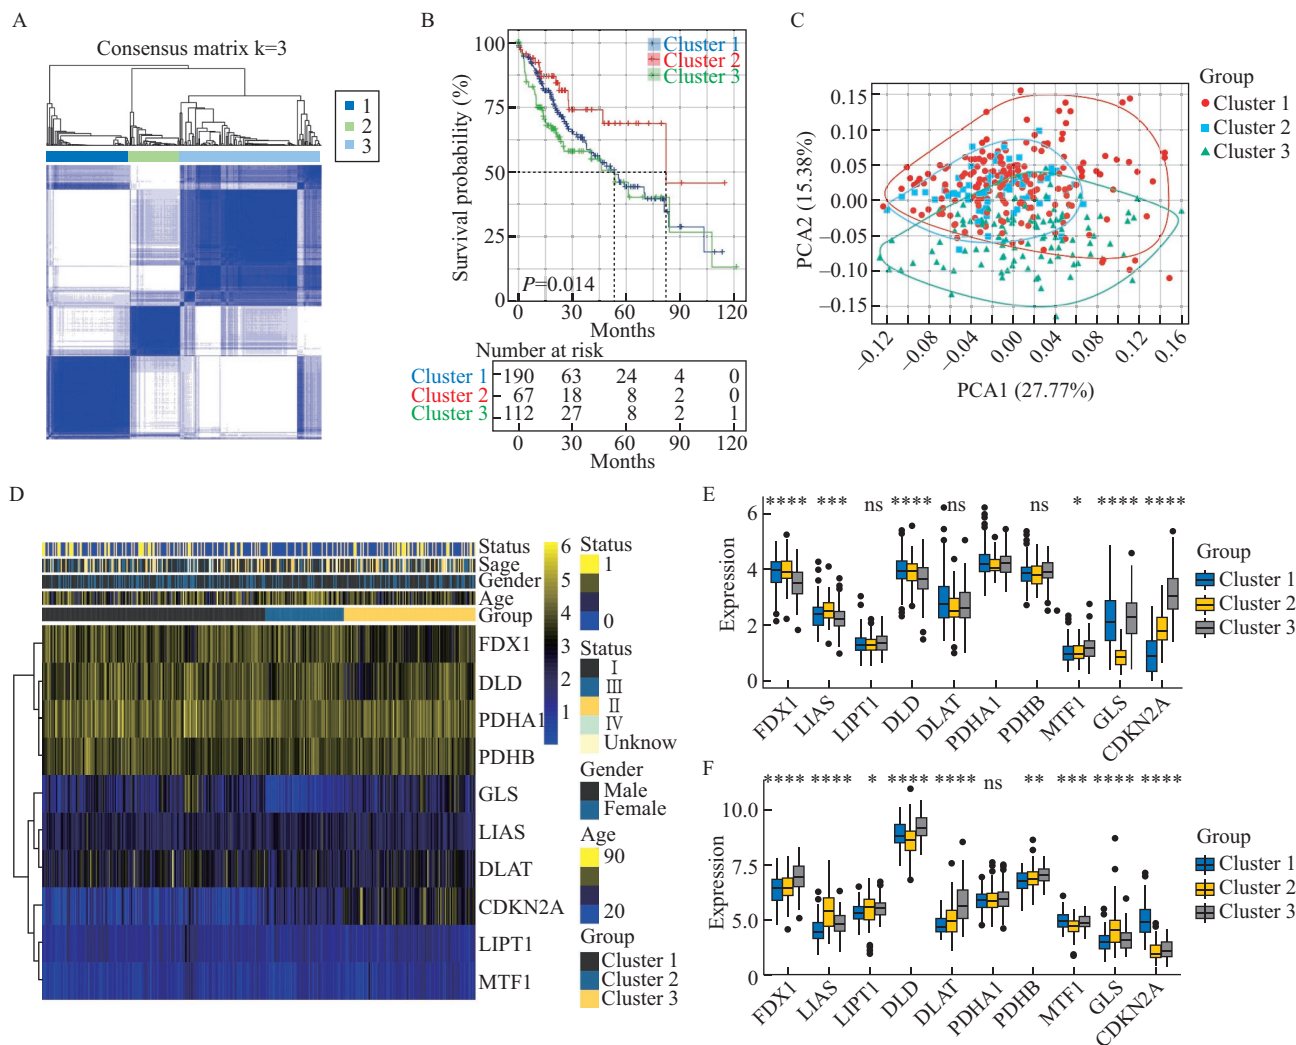 A
Consensus matrix k=3
1
2
3
B
Survival probability (%)
100
75
50
25
0
Cluster 1
Cluster 2
Cluster 3
P=0.014
0 30 60 90 120
Months
Number at risk
Cluster 1 190 63 24 4 0
Cluster 2 67 18 8 2 0
Cluster 3 112 27 8 2 1
0 30 60 90 120
Months
C
PCA2 (15.38%)
0.15
0.10
0.05
0.00
−0.05
−0.10
−0.15
−0.12 −0.08 −0.04 0.00 0.04 0.08 0.12 0.16
PCA1 (27.77%)
Group
Cluster 1
Cluster 2
Cluster 3
D
Status
Sage
Gender
Age
Group
FDX1
DLD
PDHA1
PDHB
GLS
LIAS
DLAT
CDKN2A
LIPT1
MTF1
6
5
4
3
2
1
Status
1
0
Status
I
III
II
IV
Unknow
Gender
Male
Female
Age
90
20
Group
Cluster 1
Cluster 2
Cluster 3
E
**** *** ns **** ns ns * **** ****
Expression
6
4
2
0
FDX1 LIAS LIPT1 DLD DLAT PDHA1 PDHB MTF1 GLS CDKN2A
Group
Cluster 1
Cluster 2
Cluster 3
F
**** **** * **** **** ns ** *** **** ****
Expression
10.0
7.5
5.0
0
FDX1 LIAS LIPT1 DLD DLAT PDHA1 PDHB MTF1 GLS CDKN2A
Group
Cluster 1
Cluster 2
Cluster 3